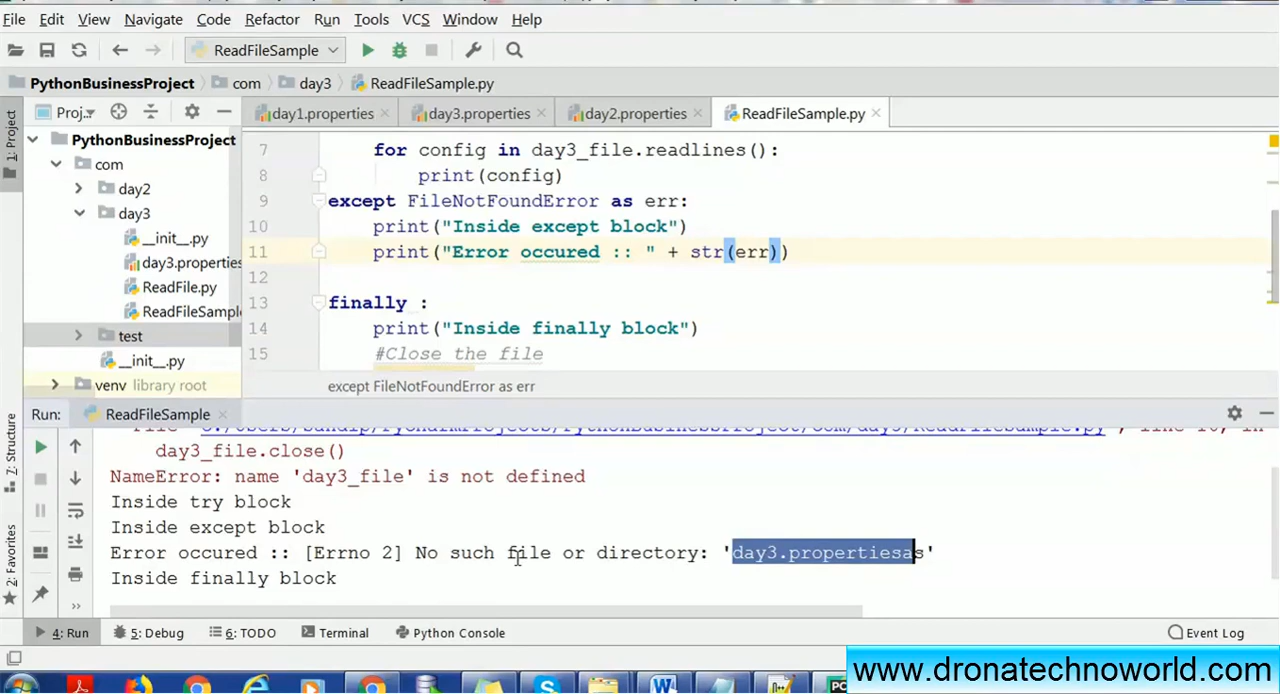 File Edit View Navigate Code Refactor Run Tools VCS Window Help
ReadFileSample
PythonBusinessProject com day3 ReadFileSample.py
1: Project
Proj..
day1.properties day3.properties day2.properties ReadFileSample.py
PythonBusinessProject
com
day2
day3
__init__.py
day3.properties
ReadFile.py
ReadFileSampl
test
__init__.py
venv library root
7 for config in day3_file.readlines():
8 print(config)
9 except FileNotFoundError as err:
10 print("Inside except block")
11 print("Error occured :: " + str(err))
12
13 finally :
14 print("Inside finally block")
15 #Close the file
except FileNotFoundError as err
Run: ReadFileSample
day3_file.close()
NameError: name 'day3_file' is not defined
Inside try block
Inside except block
Error occured :: [Errno 2] No such file or directory: 'day3.propertiesas'
Inside finally block
7: Structure
2: Favorites
4: Run 5: Debug 6: TODO Terminal Python Console Event Log
www.dronatechnoworld.com